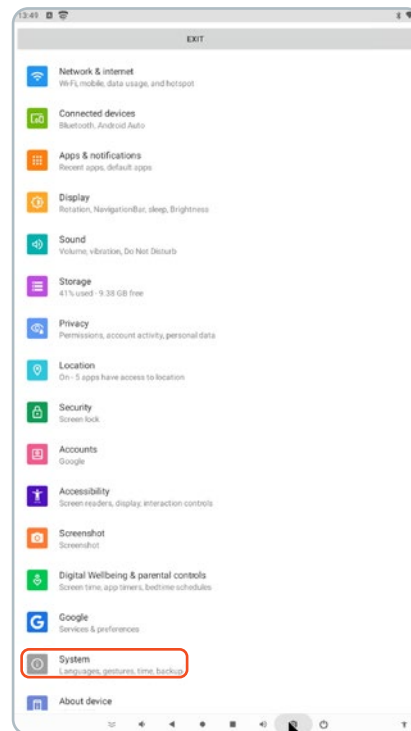 13:49
EXIT
Network & internet
Wi-Fi, mobile, data usage, and hotspot
Connected devices
Bluetooth, Android Auto
Apps & notifications
Recent apps, default apps
Display
Rotation, NavigationBar, sleep, Brightness
Sound
Volume, vibration, Do Not Disturb
Storage
41% used - 9.38 GB free
Privacy
Permissions, account activity, personal data
Location
On - 5 apps have access to location
Security
Screen lock
Accounts
Google
Accessibility
Screen readers, display, interaction controls
Screenshot
Screenshot
Digital Wellbeing & parental controls
Screen time, app timers, bedtime schedules
Google
Services & preferences
System
Languages, gestures, time, backup
About device